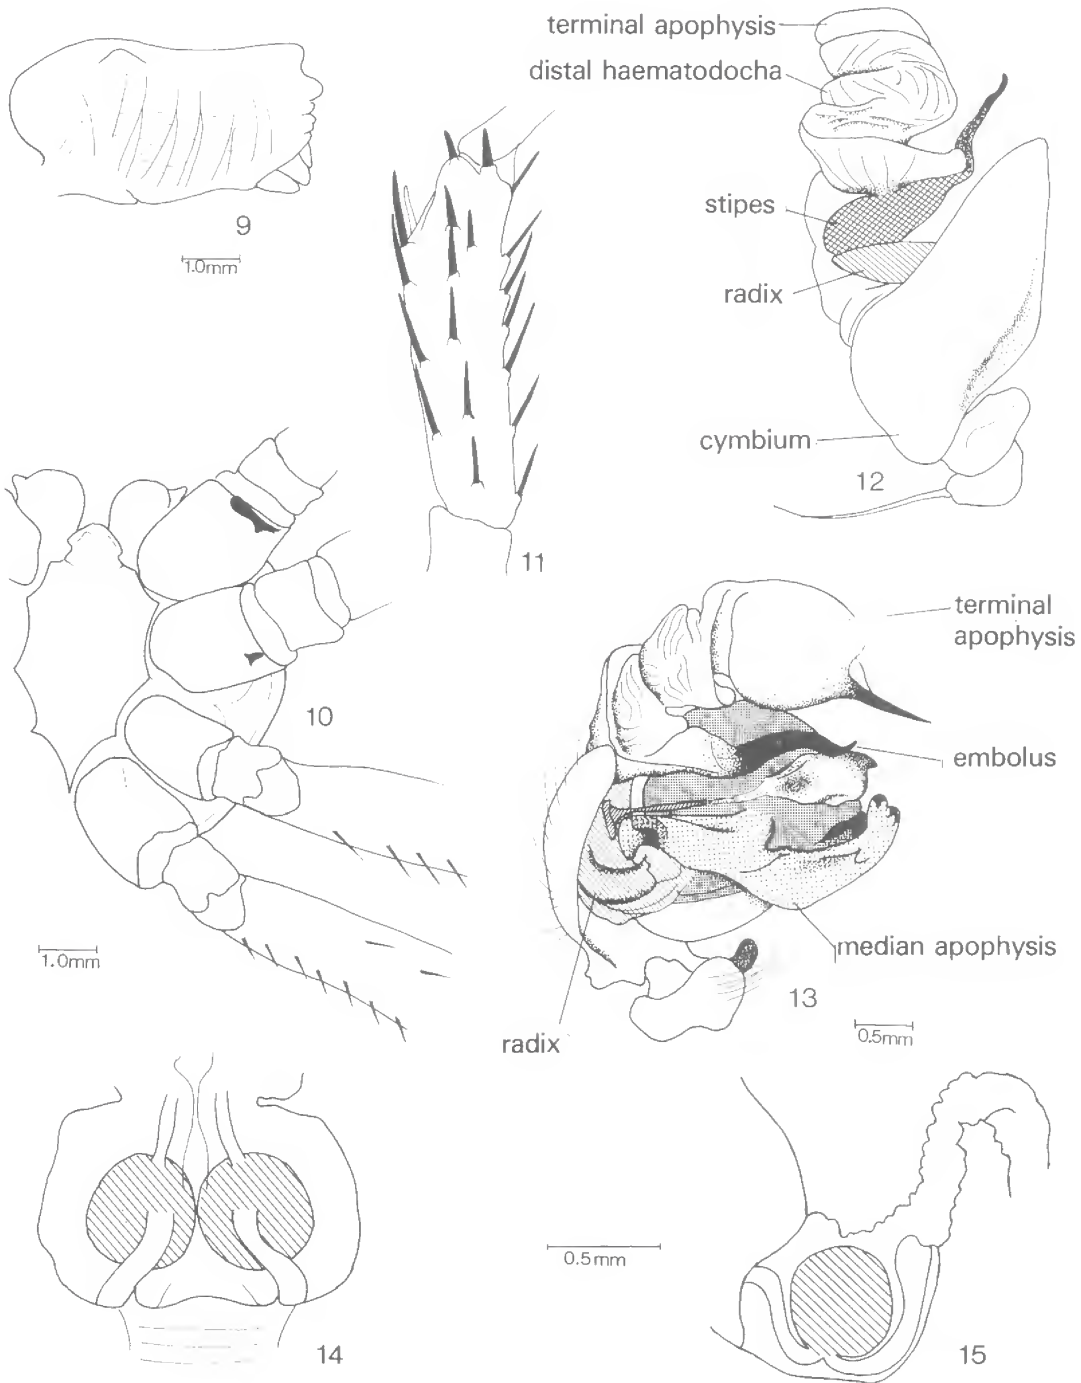 terminal apophysis
distal haematodocha
9
1.0mm
stipes
radix
cymbium
12
11
10
1.0mm
terminal
apophysis
embolus
median apophysis
13
0.5mm
radix
14
0.5mm
15